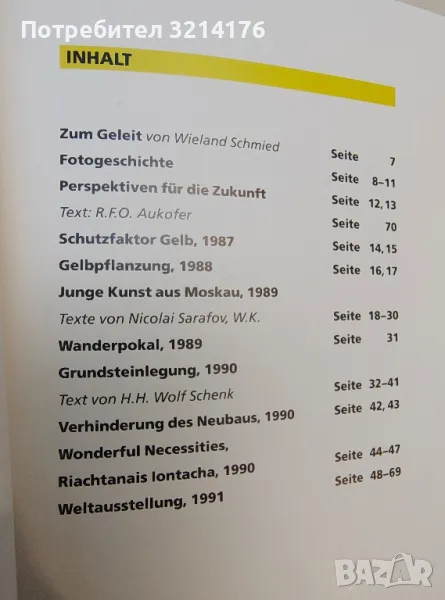 Потребител 3214176
INHALT
Zum Geleit von Wieland Schmied Seite 7
Fotogeschichte Seite 8–11
Perspektiven für die Zukunft Seite 12,13
Text: R.F.O. Aukofer Seite 70
Schutzfaktor Gelb, 1987 Seite 14,15
Gelbpflanzung, 1988 Seite 16,17
Junge Kunst aus Moskau, 1989
Texte von Nicolai Sarafov, W.K. Seite 18–30
Wanderpokal, 1989 Seite 31
Grundsteinlegung, 1990
Text von H.H. Wolf Schenk Seite 32–41
Verhinderung des Neubaus, 1990 Seite 42,43
Wonderful Necessities,
Riachtanais Iontacha, 1990 Seite 44–47
Weltausstellung, 1991 Seite 48–69
BAZAR